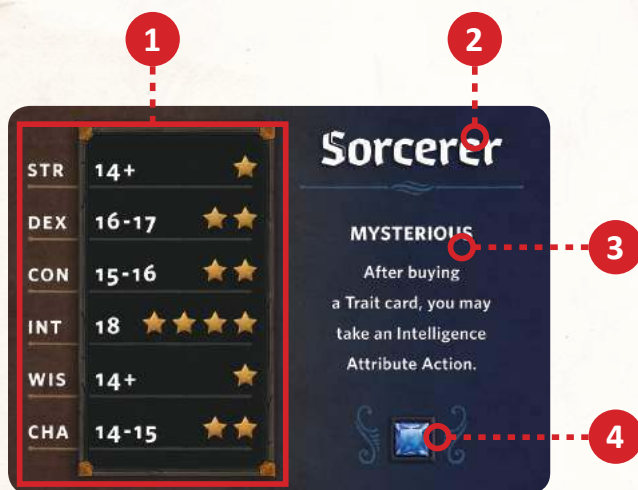 1
2
Sorcerer
STR 14+
DEX 16-17
CON 15-16
INT 18
WIS 14+
CHA 14-15
MYSTERIOUS
After buying
a Trait card, you may
take an Intelligence
Attribute Action.
3
4